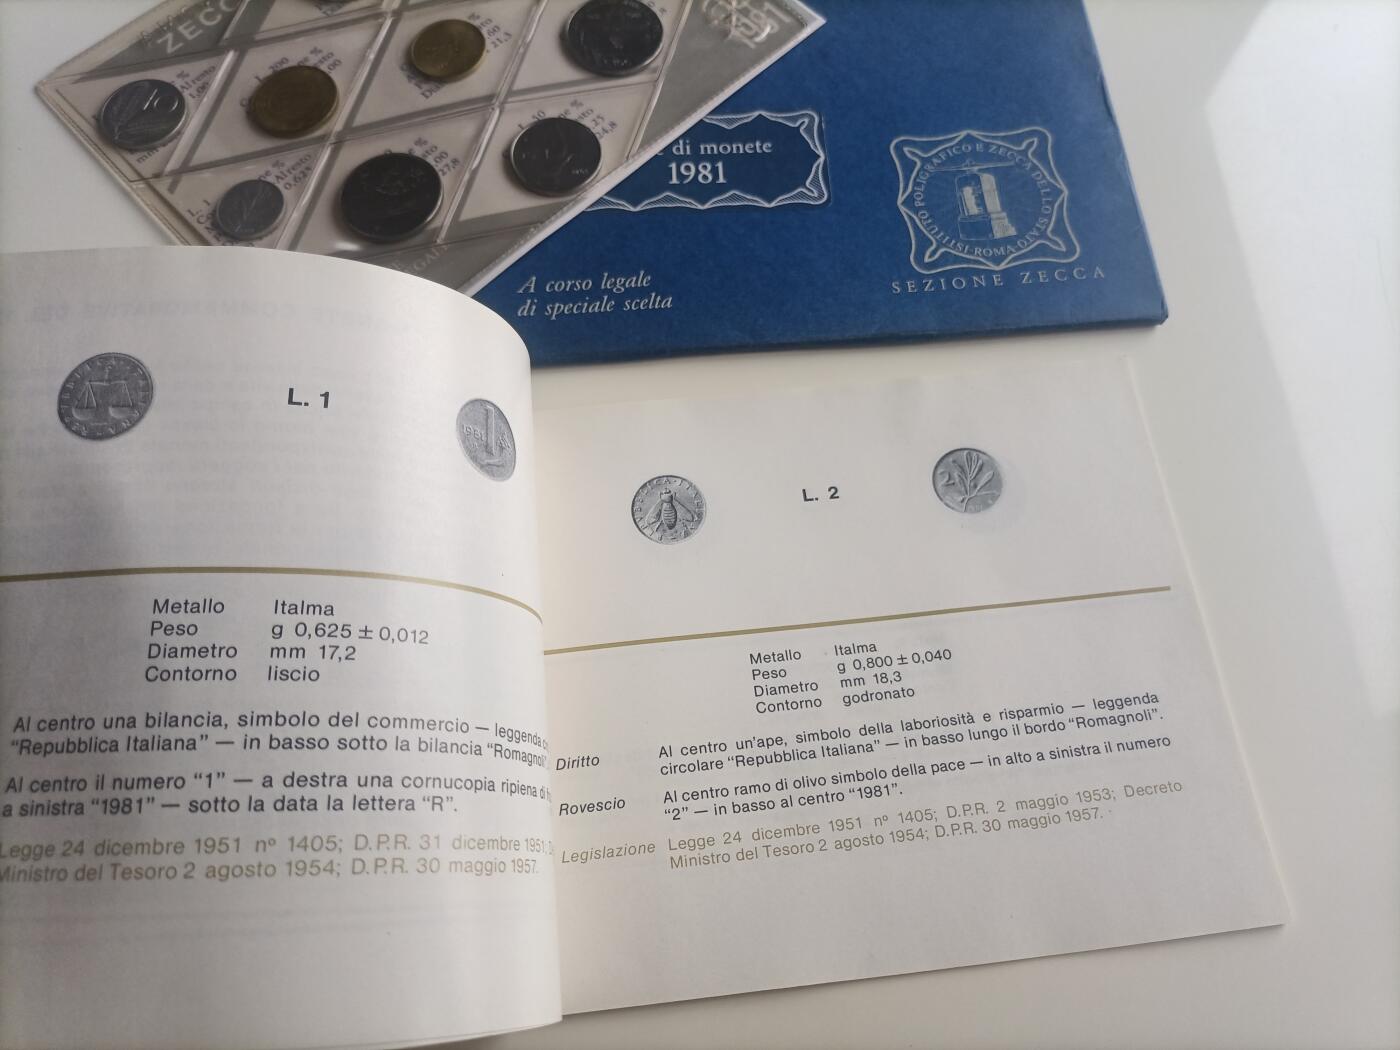 ZECC
1981
di monete
1981
A corso legale
di speciale scelta
ISTITUTO POLIGRAFICO E ZECCA DELLO STATO · ROMA
SEZIONE ZECCA
L. 1
Metallo Italma
Peso g 0,625 ± 0,012
Diametro mm 17,2
Contorno liscio
Al centro una bilancia, simbolo del commercio — leggenda
"Repubblica Italiana" — in basso sotto la bilancia "Romagnoli
Al centro il numero "1" — a destra una cornucopia ripiena di
a sinistra "1981" — sotto la data la lettera "R".
Legge 24 dicembre 1951 nº 1405; D.P.R. 31 dicembre 1951;
Ministro del Tesoro 2 agosto 1954; D.P.R. 30 maggio 1957.
L. 2
Metallo Italma
Peso g 0,800 ± 0,040
Diametro mm 18,3
Contorno godronato
Diritto Al centro un'ape, simbolo della laboriosità e risparmio — leggenda
circolare "Repubblica Italiana" — in basso lungo il bordo "Romagnoli".
Rovescio Al centro ramo di olivo simbolo della pace — in alto a sinistra il numero
"2" — in basso al centro "1981".
Legislazione Legge 24 dicembre 1951 nº 1405; D.P.R. 2 maggio 1953; Decreto
Ministro del Tesoro 2 agosto 1954; D.P.R. 30 maggio 1957.